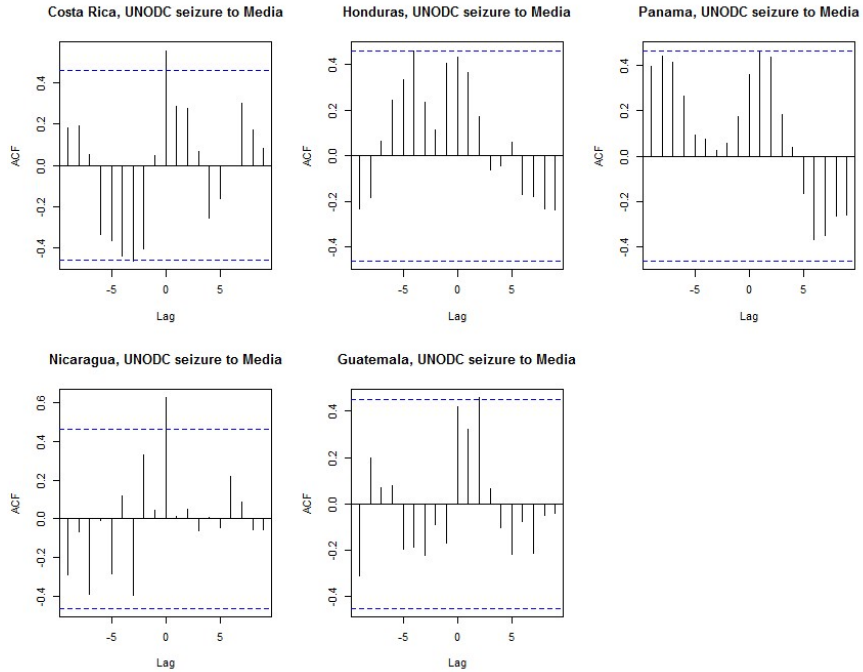 Costa Rica, UNODC seizure to Media
Honduras, UNODC seizure to Media
Panama, UNODC seizure to Media
ACF
-0.4
-0.2
0.0
0.2
0.4
-5
0
5
Lag
ACF
-0.4
-0.2
0.0
0.2
0.4
-5
0
5
Lag
ACF
-0.4
-0.2
0.0
0.2
0.4
-5
0
5
Lag
Nicaragua, UNODC seizure to Media
Guatemala, UNODC seizure to Media
ACF
-0.4
-0.2
0.0
0.2
0.4
0.6
-5
0
5
Lag
ACF
-0.4
-0.2
0.0
0.2
0.4
-5
0
5
Lag